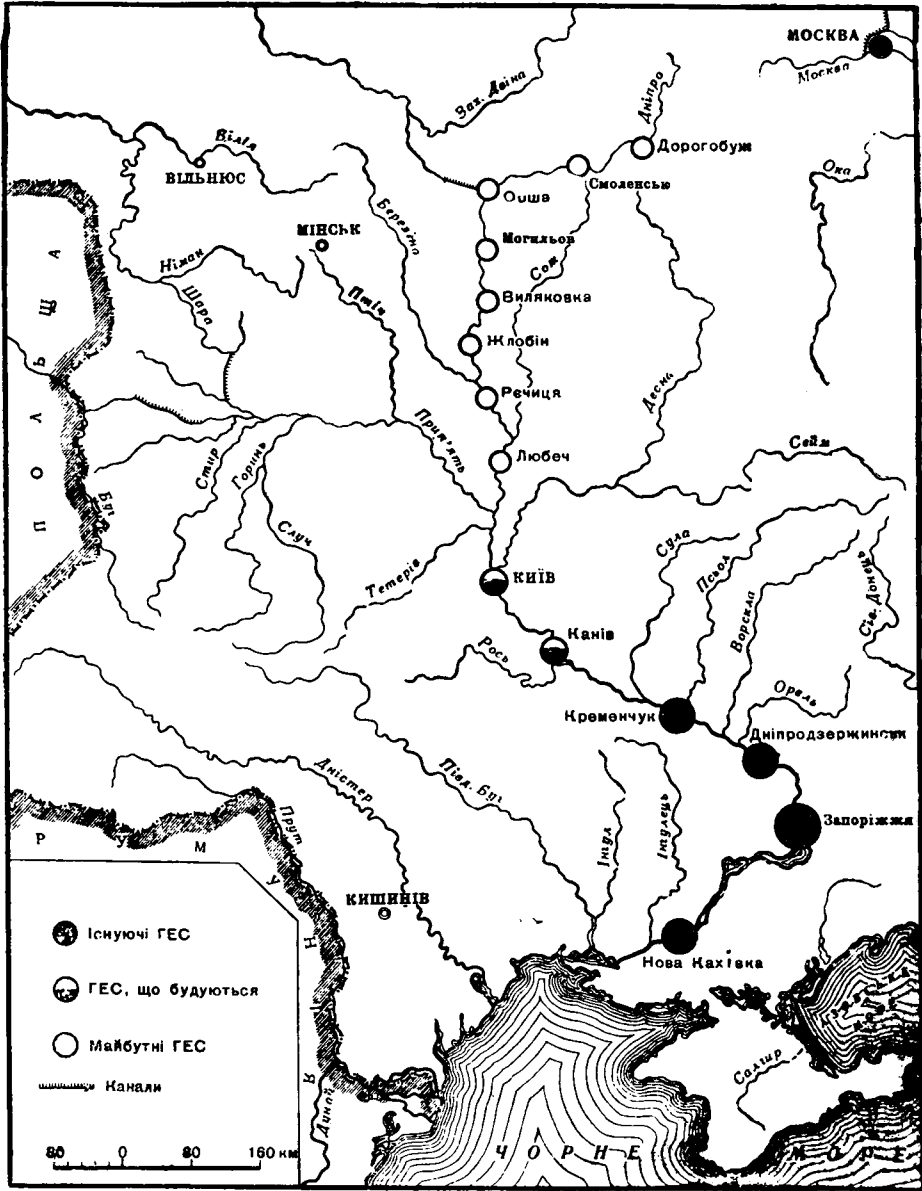 МОСКВА
Москва
Зах. Двіна
Дніпро
Дорогобуж
Смоленськ
Вілія
ВІЛЬНЮС
Ока
Орша
Березіна
МІНСЬК
Могильов
Сож
Німан
Птіч
Шара
Виляковка
Жлобін
Речиця
Десна
Прип'ять
Сейм
Любеч
Стир
Горинь
ПОЛЬЩА
Буг
Случ
Сула
Псьол
Тетерів
КИЇВ
Ворскла
Сів. Донець
Канів
Рось
Орель
Кременчук
Дніпродзержинськ
Дністер
Півд. Буг
Запоріжжя
Прут
Інгул
Інгулець
РУМУНІЯ
КИШИНІВ
Нова Каховка
Існуючі ГЕС
ГЕС, що будуються
Майбутні ГЕС
Канали
Салгир
Дунай
80 0 80 160 км
ЧОРНЕ МОРЕ